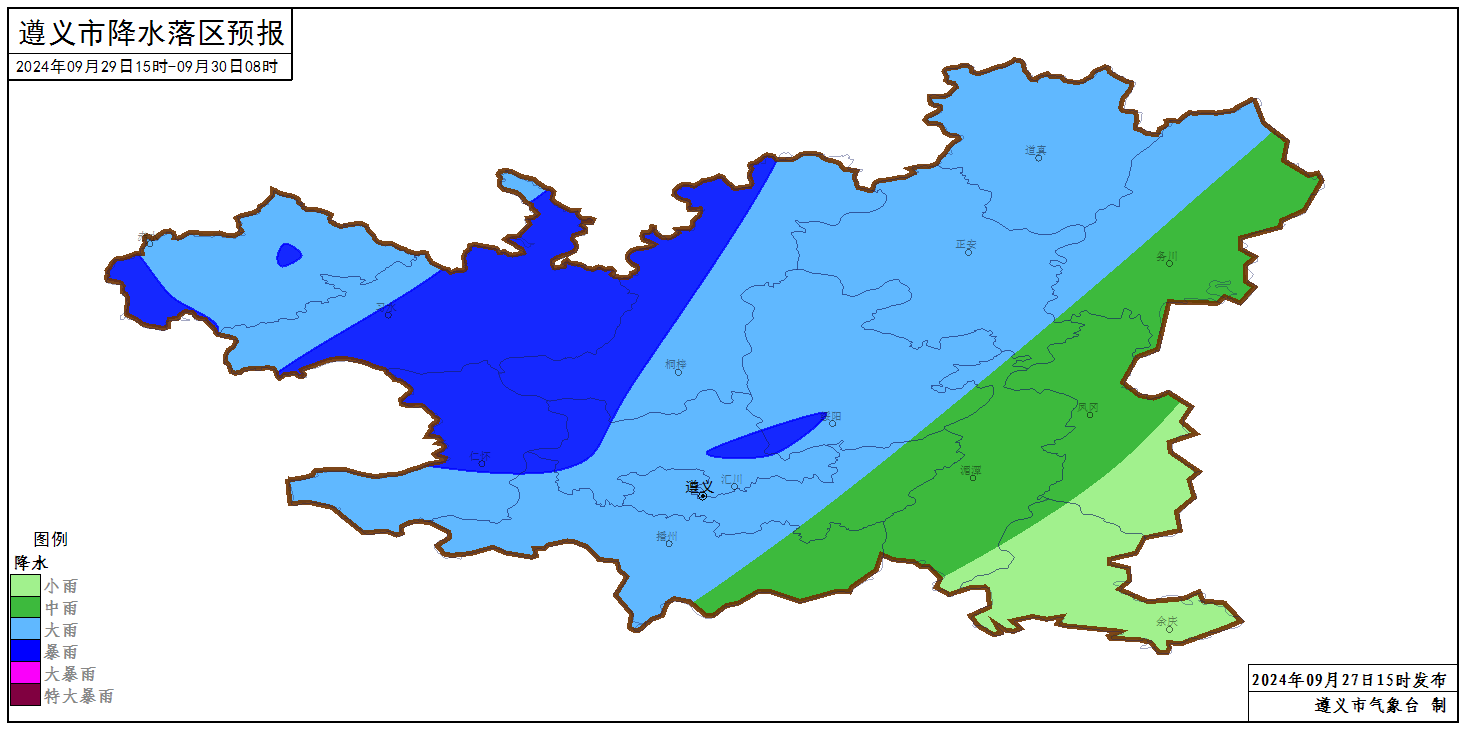 遵义市降水落区预报
2024年09月29日15时-09月30日08时
道真
正安
务川
桐梓
凤冈
仁怀
湄潭
汇川
遵义
播州
余庆
图例
降水
小雨
中雨
大雨
暴雨
大暴雨
特大暴雨
2024年09月27日15时发布
遵义市气象台 制